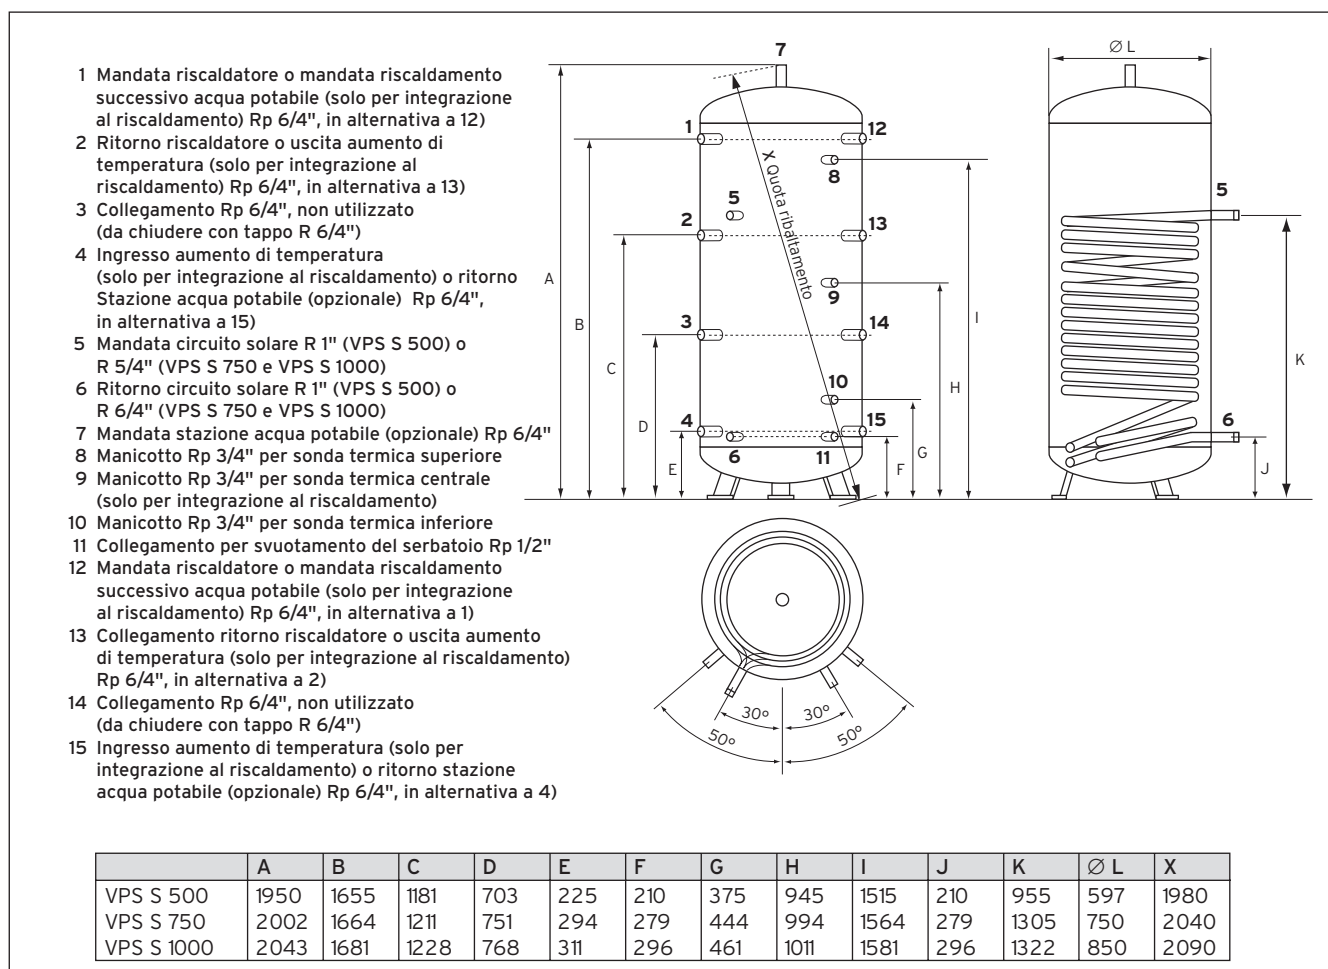 1 Mandata riscaldatore o mandata riscaldamento
successivo acqua potabile (solo per integrazione
al riscaldamento) Rp 6/4", in alternativa a 12)
2 Ritorno riscaldatore o uscita aumento di
temperatura (solo per integrazione al
riscaldamento) Rp 6/4", in alternativa a 13)
3 Collegamento Rp 6/4", non utilizzato
(da chiudere con tappo R 6/4")
4 Ingresso aumento di temperatura
(solo per integrazione al riscaldamento) o ritorno
Stazione acqua potabile (opzionale) Rp 6/4",
in alternativa a 15)
5 Mandata circuito solare R 1" (VPS S 500) o
R 5/4" (VPS S 750 e VPS S 1000)
6 Ritorno circuito solare R 1" (VPS S 500) o
R 6/4" (VPS S 750 e VPS S 1000)
7 Mandata stazione acqua potabile (opzionale) Rp 6/4"
8 Manicotto Rp 3/4" per sonda termica superiore
9 Manicotto Rp 3/4" per sonda termica centrale
(solo per integrazione al riscaldamento)
10 Manicotto Rp 3/4" per sonda termica inferiore
11 Collegamento per svuotamento del serbatoio Rp 1/2"
12 Mandata riscaldatore o mandata riscaldamento
successivo acqua potabile (solo per integrazione
al riscaldamento) Rp 6/4", in alternativa a 1)
13 Collegamento ritorno riscaldatore o uscita aumento
di temperatura (solo per integrazione al riscaldamento)
Rp 6/4", in alternativa a 2)
14 Collegamento Rp 6/4", non utilizzato
(da chiudere con tappo R 6/4")
15 Ingresso aumento di temperatura (solo per
integrazione al riscaldamento) o ritorno stazione
acqua potabile (opzionale) Rp 6/4", in alternativa a 4)
7
1
12
8
5
2
13
9
3
14
10
4
15
6
11
X Quota ribaltamento
A
B
C
D
E
F
G
H
I
∅ L
5
6
K
J
30°
30°
50°
50°
A B C D E F G H I J K ∅ L X
VPS S 500 1950 1655 1181 703 225 210 375 945 1515 210 955 597 1980
VPS S 750 2002 1664 1211 751 294 279 444 994 1564 279 1305 750 2040
VPS S 1000 2043 1681 1228 768 311 296 461 1011 1581 296 1322 850 2090